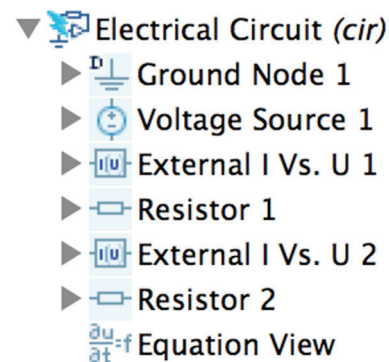 Electrical Circuit (cir)
D Ground Node 1
Voltage Source 1
I(U) External I Vs. U 1
Resistor 1
I(U) External I Vs. U 2
Resistor 2
∂u/∂t=f Equation View